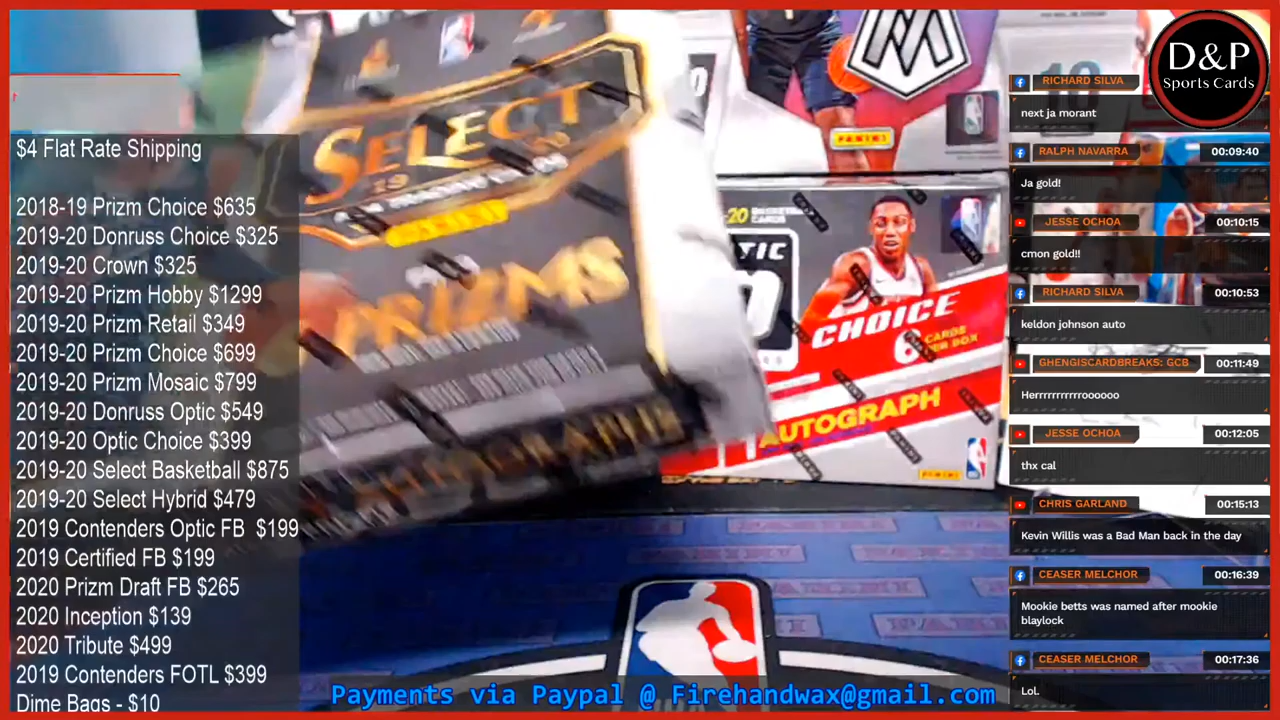 $4 Flat Rate Shipping
2018-19 Prizm Choice $635
2019-20 Donruss Choice $325
2019-20 Crown $325
2019-20 Prizm Hobby $1299
2019-20 Prizm Retail $349
2019-20 Prizm Choice $699
2019-20 Prizm Mosaic $799
2019-20 Donruss Optic $549
2019-20 Optic Choice $399
2019-20 Select Basketball $875
2019-20 Select Hybrid $479
2019 Contenders Optic FB $199
2019 Certified FB $199
2020 Prizm Draft FB $265
2020 Inception $139
2020 Tribute $499
2019 Contenders FOTL $399
Dime Bags - $10
SELECT
PANINI
PRIZMS
AUTOGRAPHS
PANINI
CHOICE
6 CARDS
PER BOX
AUTOGRAPH
PANINI
Payments via Paypal @ Firehandwax@gmail.com
D&P
Sports Cards
RICHARD SILVA
next ja morant
RALPH NAVARRA 00:09:40
Ja gold!
JESSE OCHOA 00:10:15
cmon gold!!
RICHARD SILVA 00:10:53
keldon johnson auto
GHENGISCARDBREAKS: GCB 00:11:49
Herrrrrrrrrroooooo
JESSE OCHOA 00:12:05
thx cal
CHRIS GARLAND 00:15:13
Kevin Willis was a Bad Man back in the day
CEASER MELCHOR 00:16:39
Mookie betts was named after mookie
blaylock
CEASER MELCHOR 00:17:36
Lol.